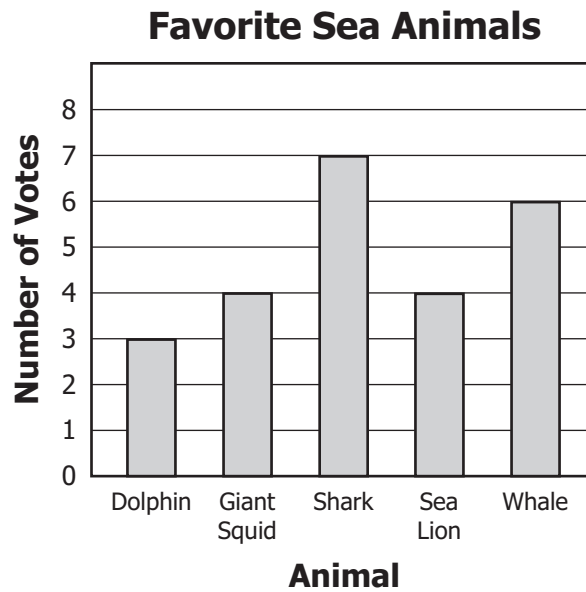 Favorite Sea Animals
Number of Votes
8
7
6
5
4
3
2
1
0
Dolphin
Giant
Squid
Shark
Sea
Lion
Whale
Animal